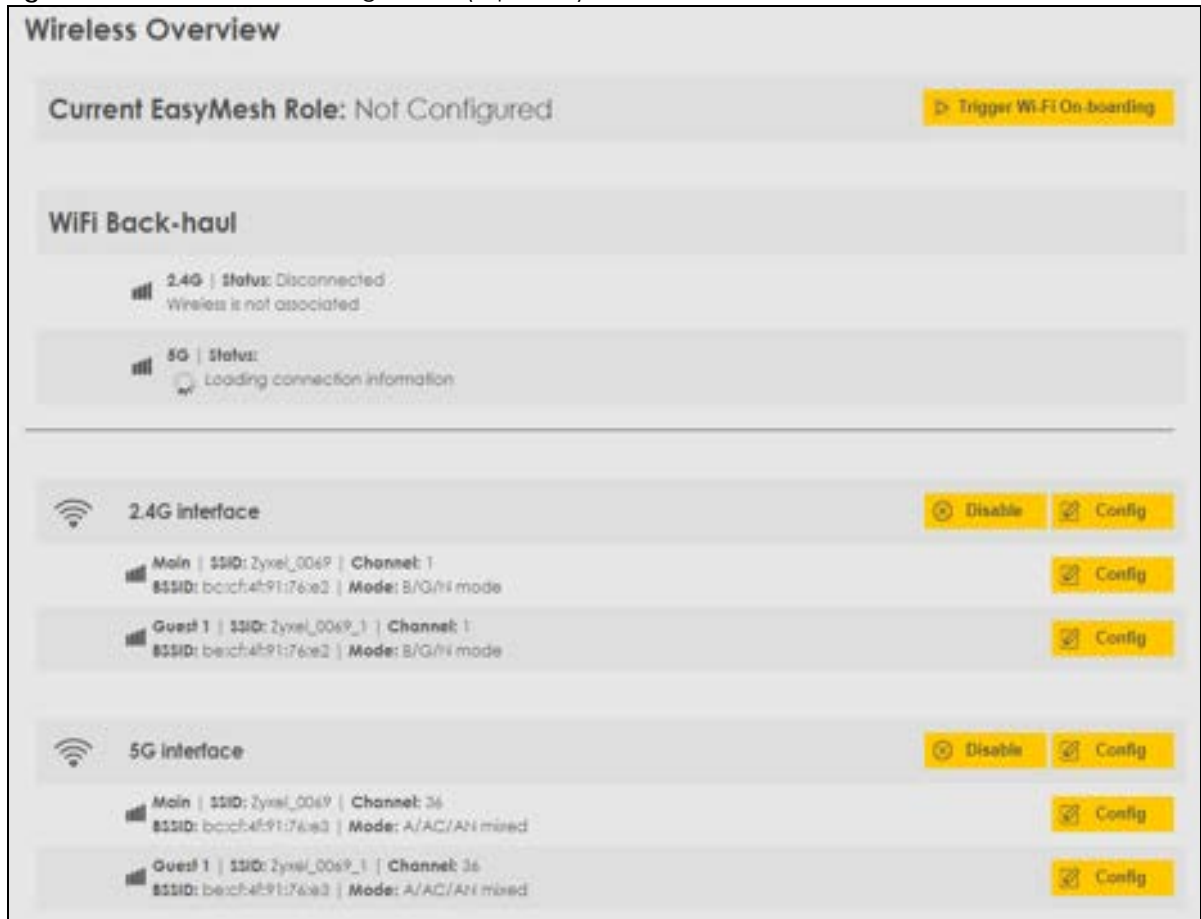 Wireless Overview
Current EasyMesh Role: Not Configured
Trigger Wi-Fi On-boarding
WiFi Back-haul
2.4G | Status: Disconnected
Wireless is not associated
5G | Status:
Loading connection information
2.4G interface
Disable
Config
Main | SSID: Zyxel_0069 | Channel: 1
BSSID: bc:cf:4f:91:76:e2 | Mode: B/G/N mode
Config
Guest 1 | SSID: Zyxel_0069_1 | Channel: 1
BSSID: be:cf:4f:91:76:e2 | Mode: B/G/N mode
Config
5G interface
Disable
Config
Main | SSID: Zyxel_0069 | Channel: 36
BSSID: bc:cf:4f:91:76:e3 | Mode: A/AC/AN mixed
Config
Guest 1 | SSID: Zyxel_0069_1 | Channel: 36
BSSID: be:cf:4f:91:76:e3 | Mode: A/AC/AN mixed
Config